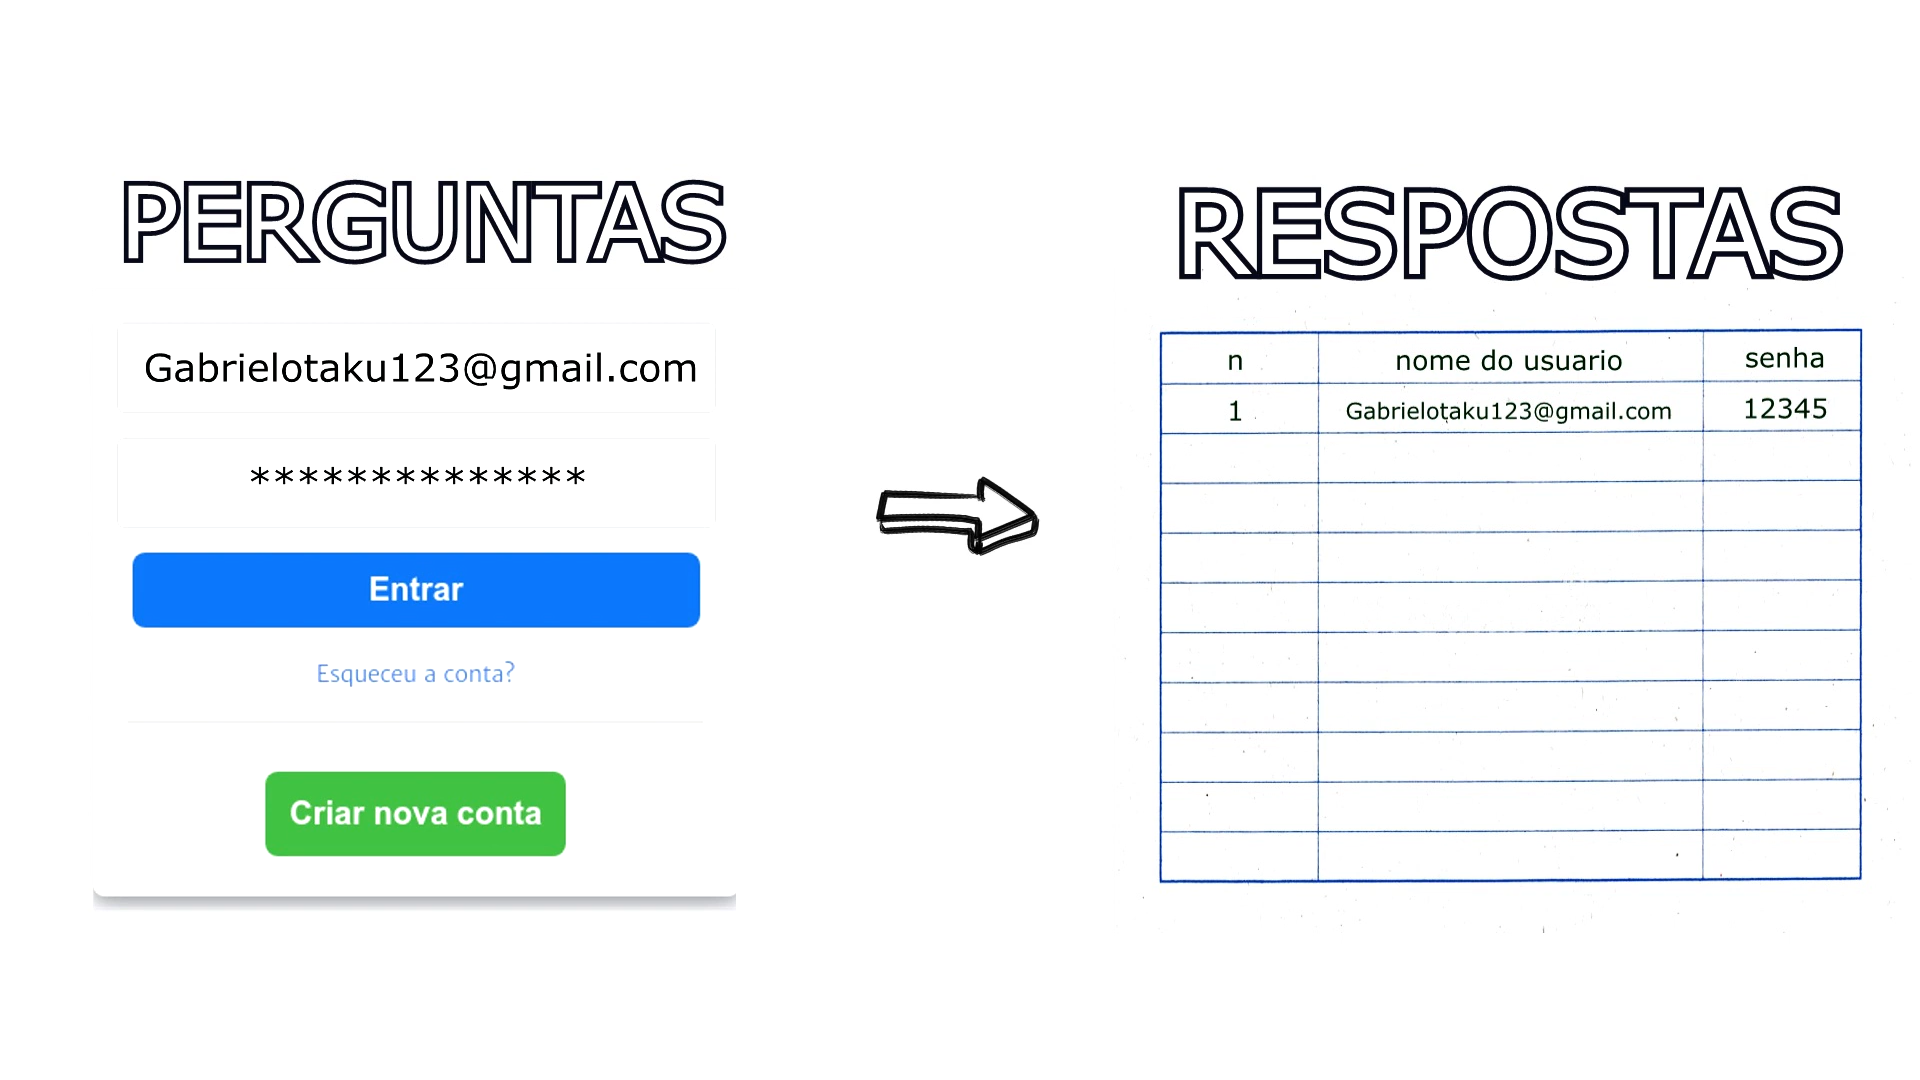 PERGUNTAS
Gabrielotaku123@gmail.com
**************
Entrar
Esqueceu a conta?
Criar nova conta
RESPOSTAS
n nome do usuario senha
1 Gabrielotaku123@gmail.com 12345